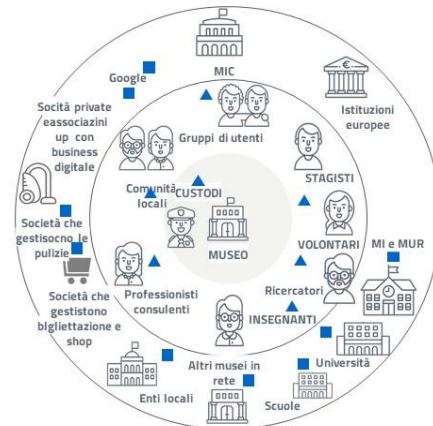 MIC
Google
Istituzioni
europee
Socità private
eassociazini
up con
business
digitale
Gruppi di utenti
STAGISTI
Comunità
locali
CUSTODI
Società che
gestisocno le
pulizie
MUSEO
VOLONTARI
MI e MUR
Professionisti
consulenti
Ricercatori
INSEGNANTI
Società che
gestistono
bIgliettazione e
shop
Università
Altri musei in
rete
Enti locali
Scuole